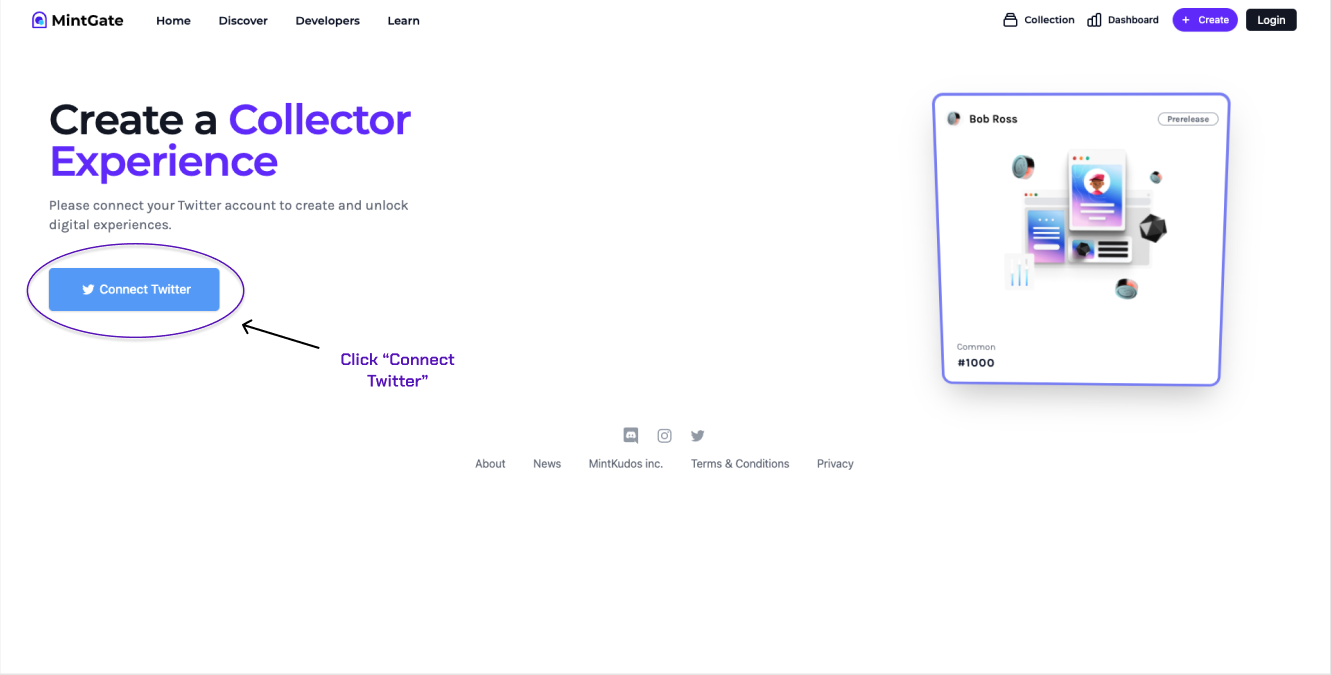 MintGate
Home
Discover
Developers
Learn
Collection
Dashboard
+ Create
Login
Create a Collector
Experience
Please connect your Twitter account to create and unlock
digital experiences.
Connect Twitter
Click “Connect
Twitter”
Bob Ross
Prerelease
Common
#1000
About
News
MintKudos inc.
Terms & Conditions
Privacy